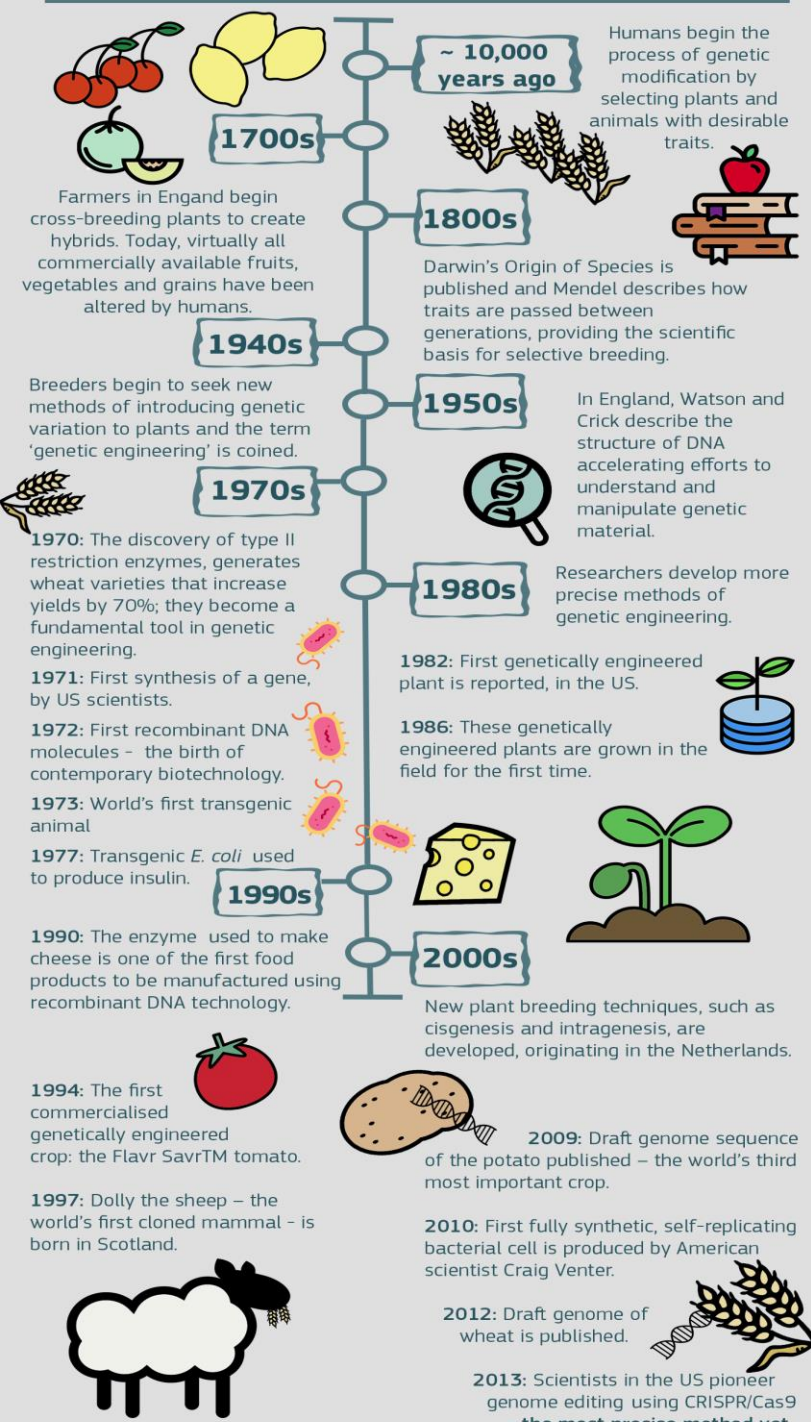 ~ 10,000
years ago
Humans begin the
process of genetic
modification by
selecting plants and
animals with desirable
traits.
1700s
Farmers in Engand begin
cross-breeding plants to create
hybrids. Today, virtually all
commercially available fruits,
vegetables and grains have been
altered by humans.
1800s
Darwin's Origin of Species is
published and Mendel describes how
traits are passed between
generations, providing the scientific
basis for selective breeding.
1940s
Breeders begin to seek new
methods of introducing genetic
variation to plants and the term
'genetic engineering' is coined.
1950s
In England, Watson and
Crick describe the
structure of DNA
accelerating efforts to
understand and
manipulate genetic
material.
1970s
1970: The discovery of type II
restriction enzymes, generates
wheat varieties that increase
yields by 70%; they become a
fundamental tool in genetic
engineering.
1971: First synthesis of a gene,
by US scientists.
1972: First recombinant DNA
molecules - the birth of
contemporary biotechnology.
1973: World's first transgenic
animal
1977: Transgenic E. coli used
to produce insulin.
1980s
Researchers develop more
precise methods of
genetic engineering.
1982: First genetically engineered
plant is reported, in the US.
1986: These genetically
engineered plants are grown in the
field for the first time.
1990s
1990: The enzyme used to make
cheese is one of the first food
products to be manufactured using
recombinant DNA technology.
1994: The first
commercialised
genetically engineered
crop: the Flavr SavrTM tomato.
1997: Dolly the sheep – the
world's first cloned mammal - is
born in Scotland.
2000s
New plant breeding techniques, such as
cisgenesis and intragenesis, are
developed, originating in the Netherlands.
2009: Draft genome sequence
of the potato published – the world's third
most important crop.
2010: First fully synthetic, self-replicating
bacterial cell is produced by American
scientist Craig Venter.
2012: Draft genome of
wheat is published.
2013: Scientists in the US pioneer
genome editing using CRISPR/Cas9
the most precise method yet